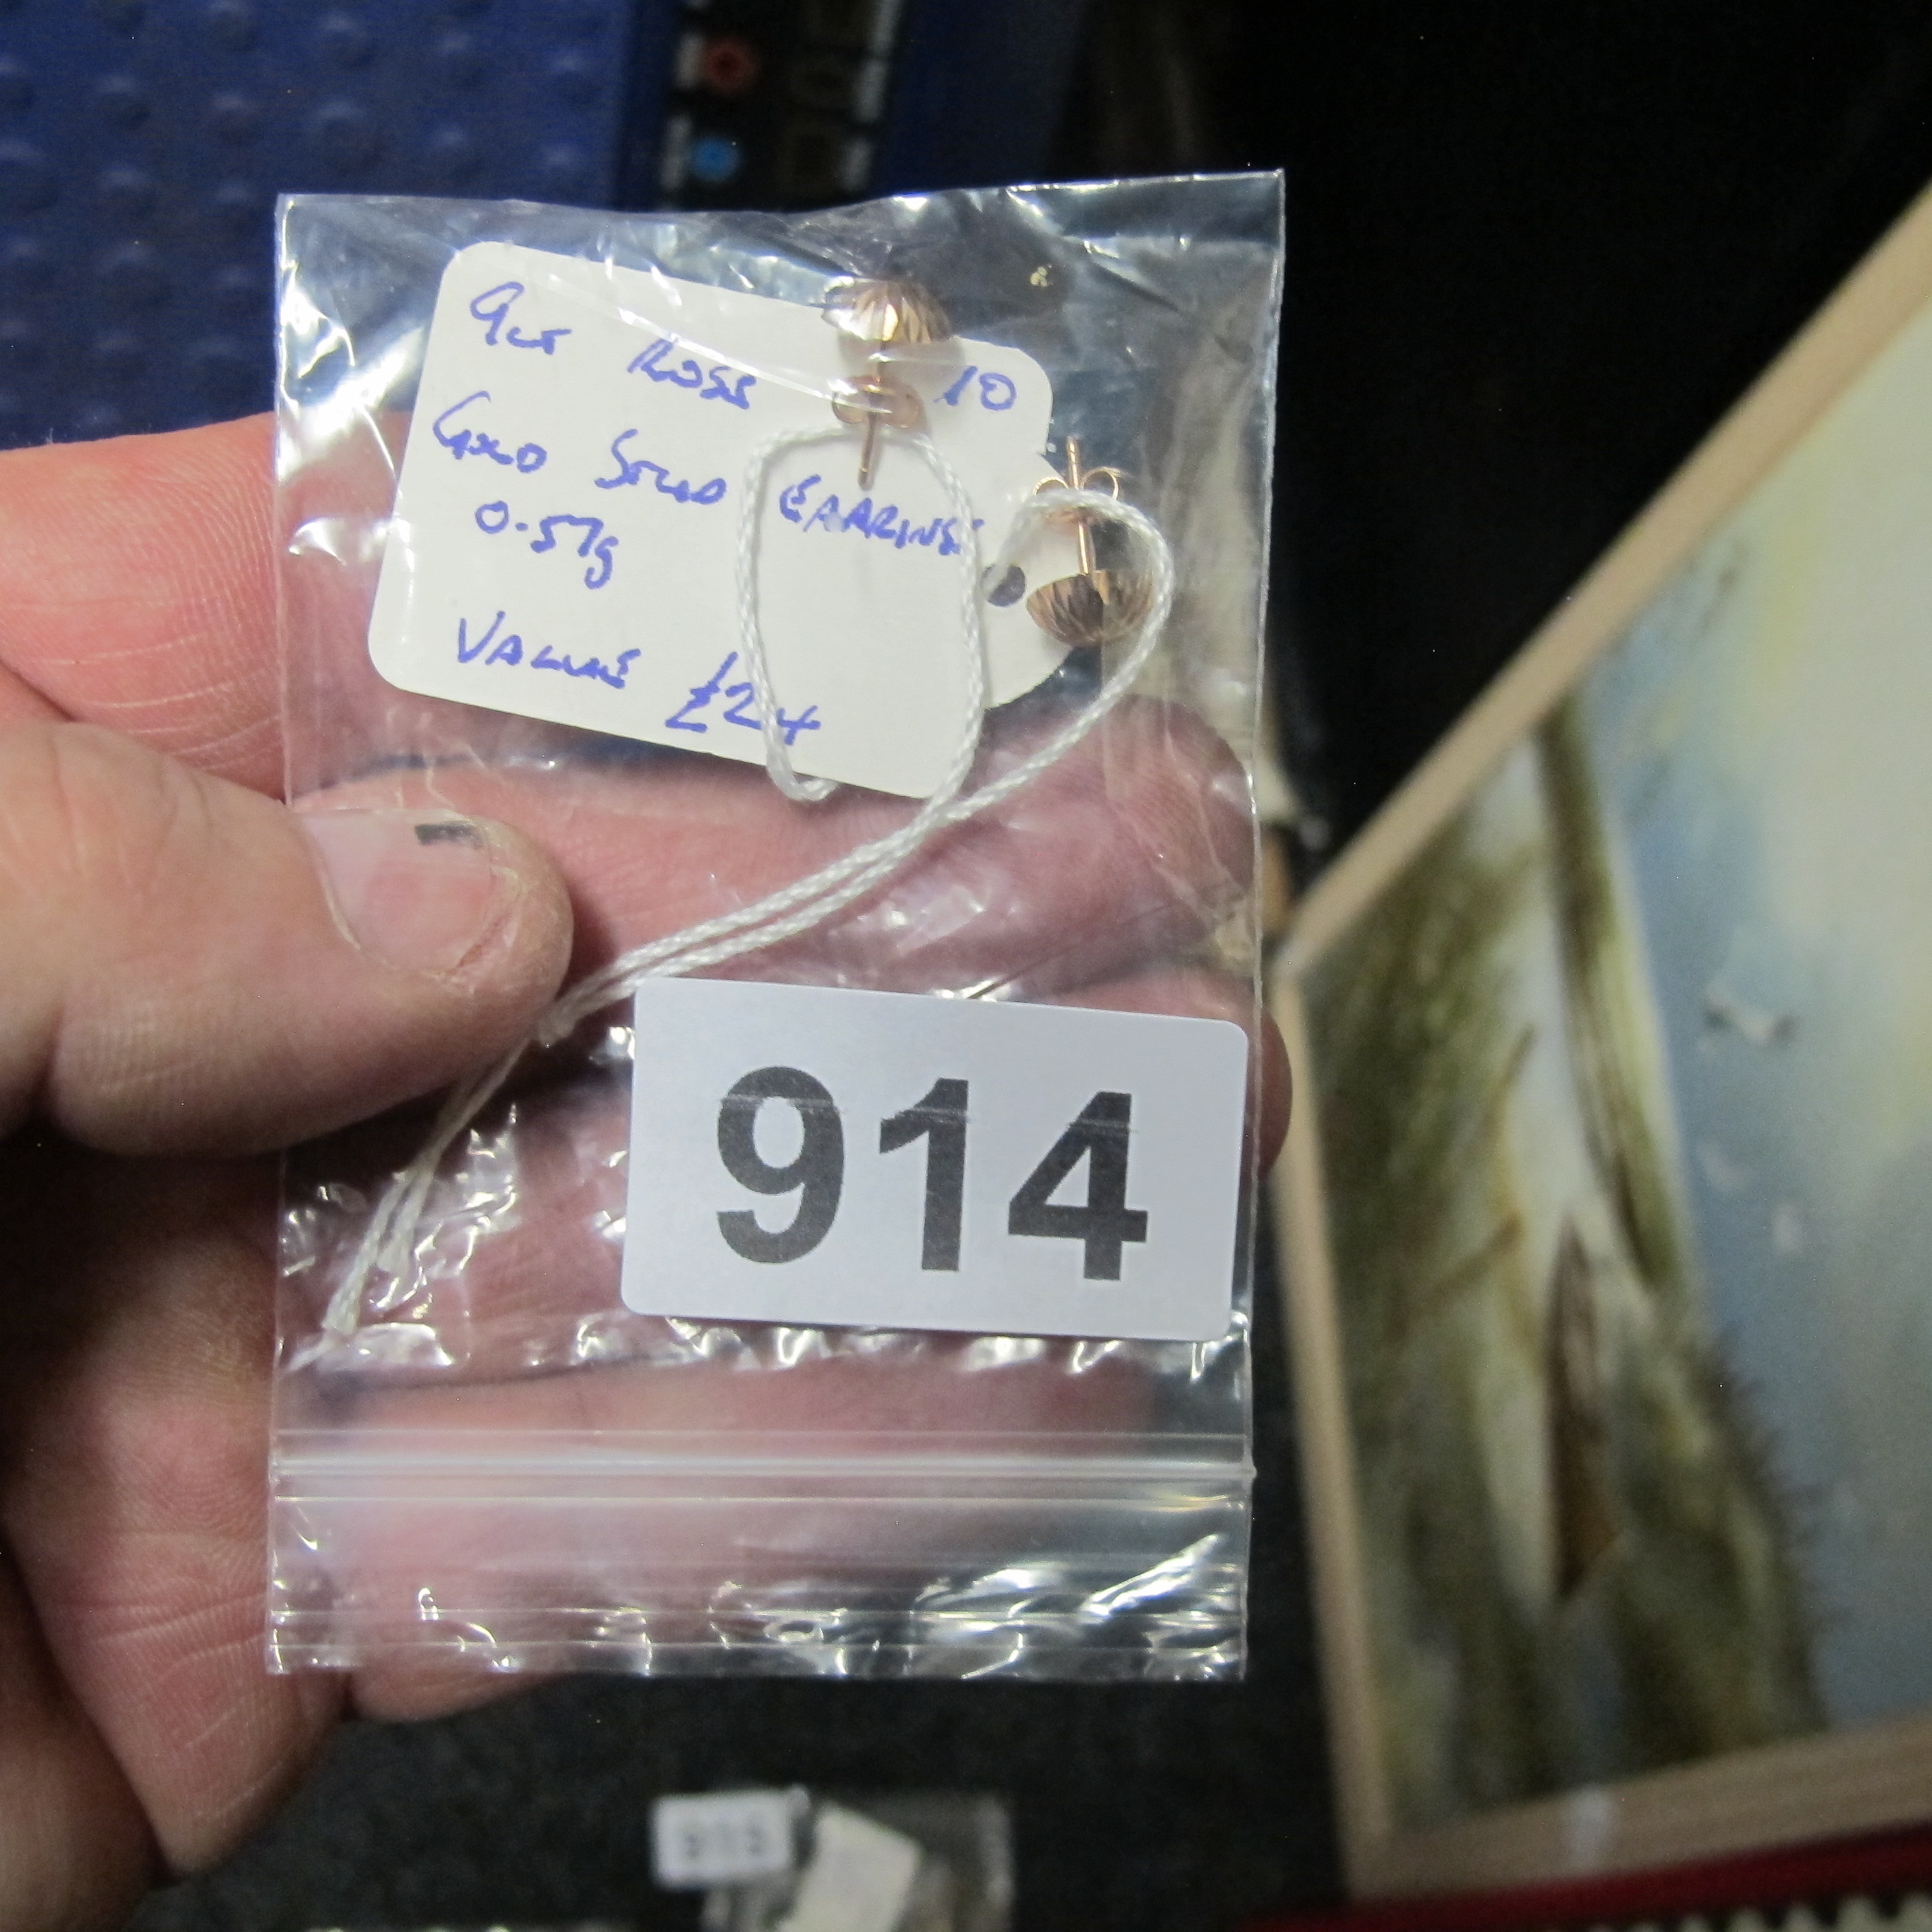 9ct Rose 10
Gold Stud Earrings
0.57g
Value £24
914